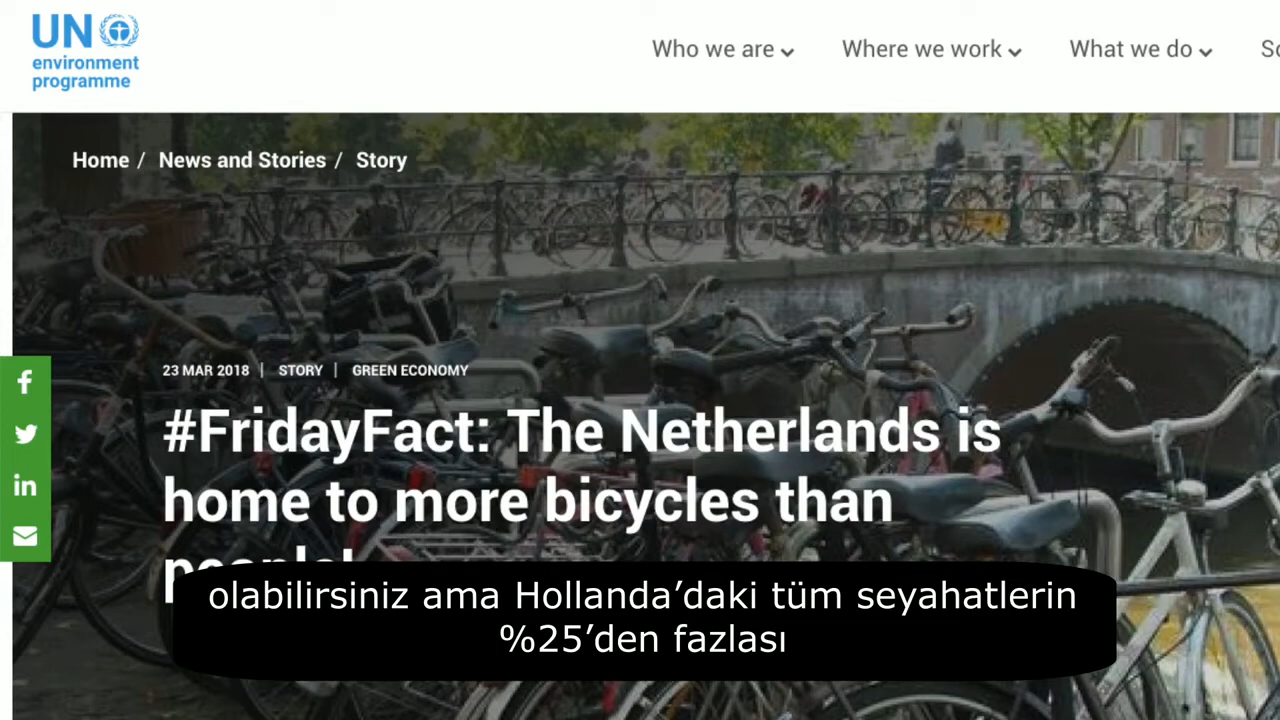 UN
environment
programme
Who we are
Where we work
What we do
Home / News and Stories / Story
23 MAR 2018 | STORY | GREEN ECONOMY
#FridayFact: The Netherlands is
home to more bicycles than
olabilirsiniz ama Hollanda’daki tüm seyahatlerin
%25’den fazlası